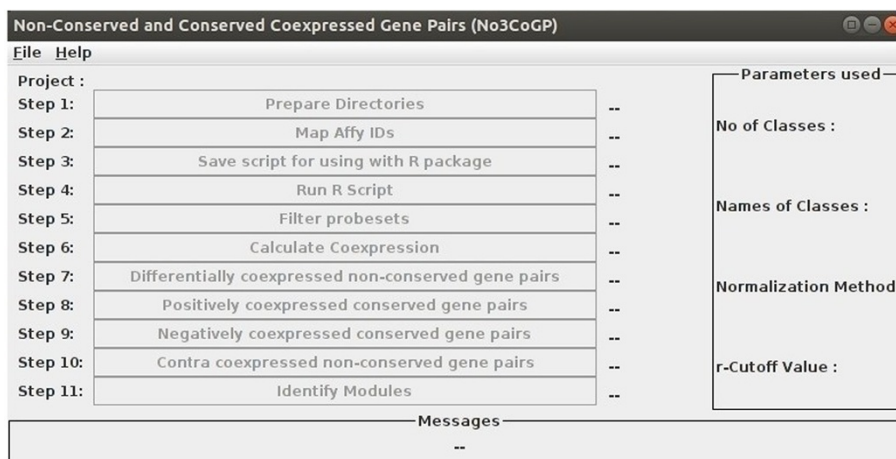 Non-Conserved and Conserved Coexpressed Gene Pairs (No3CoGP)
File Help
Project :
Step 1: Prepare Directories --
Step 2: Map Affy IDs --
Step 3: Save script for using with R package --
Step 4: Run R Script --
Step 5: Filter probesets --
Step 6: Calculate Coexpression --
Step 7: Differentially coexpressed non-conserved gene pairs --
Step 8: Positively coexpressed conserved gene pairs --
Step 9: Negatively coexpressed conserved gene pairs --
Step 10: Contra coexpressed non-conserved gene pairs --
Step 11: Identify Modules --
Parameters used
No of Classes :
Names of Classes :
Normalization Method
r-Cutoff Value :
Messages
--